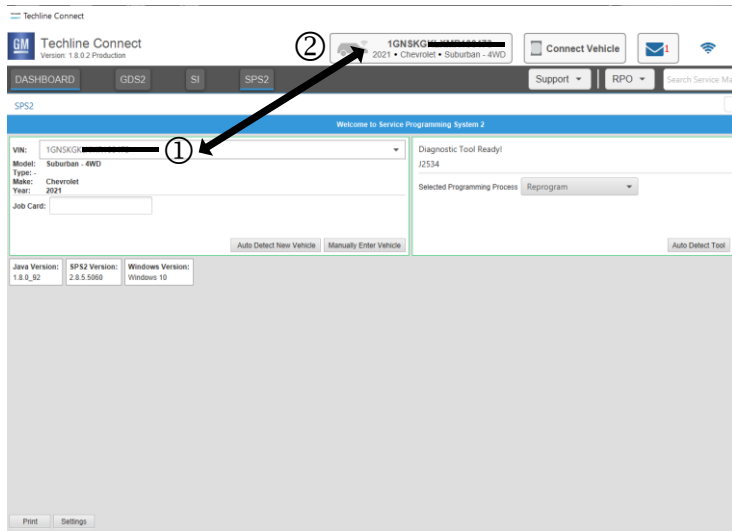 Techline Connect
GM
Techline Connect
Version: 1.8.0.2 Production
②
1GNSKGK
2021 • Chevrolet • Suburban - 4WD
Connect Vehicle
1
DASHBOARD
GDS2
SI
SPS2
Support
RPO
Search Service Ma
SPS2
Welcome to Service Programming System 2
VIN:
1GNSKGK
①
Model:
Suburban - 4WD
Type: -
Make:
Chevrolet
Year:
2021
Job Card:
Auto Detect New Vehicle
Manually Enter Vehicle
Diagnostic Tool Ready!
J2534
Selected Programming Process
Reprogram
Auto Detect Tool
Java Version:
1.8.0_92
SPS2 Version:
2.8.5.5060
Windows Version:
Windows 10
Print
Settings